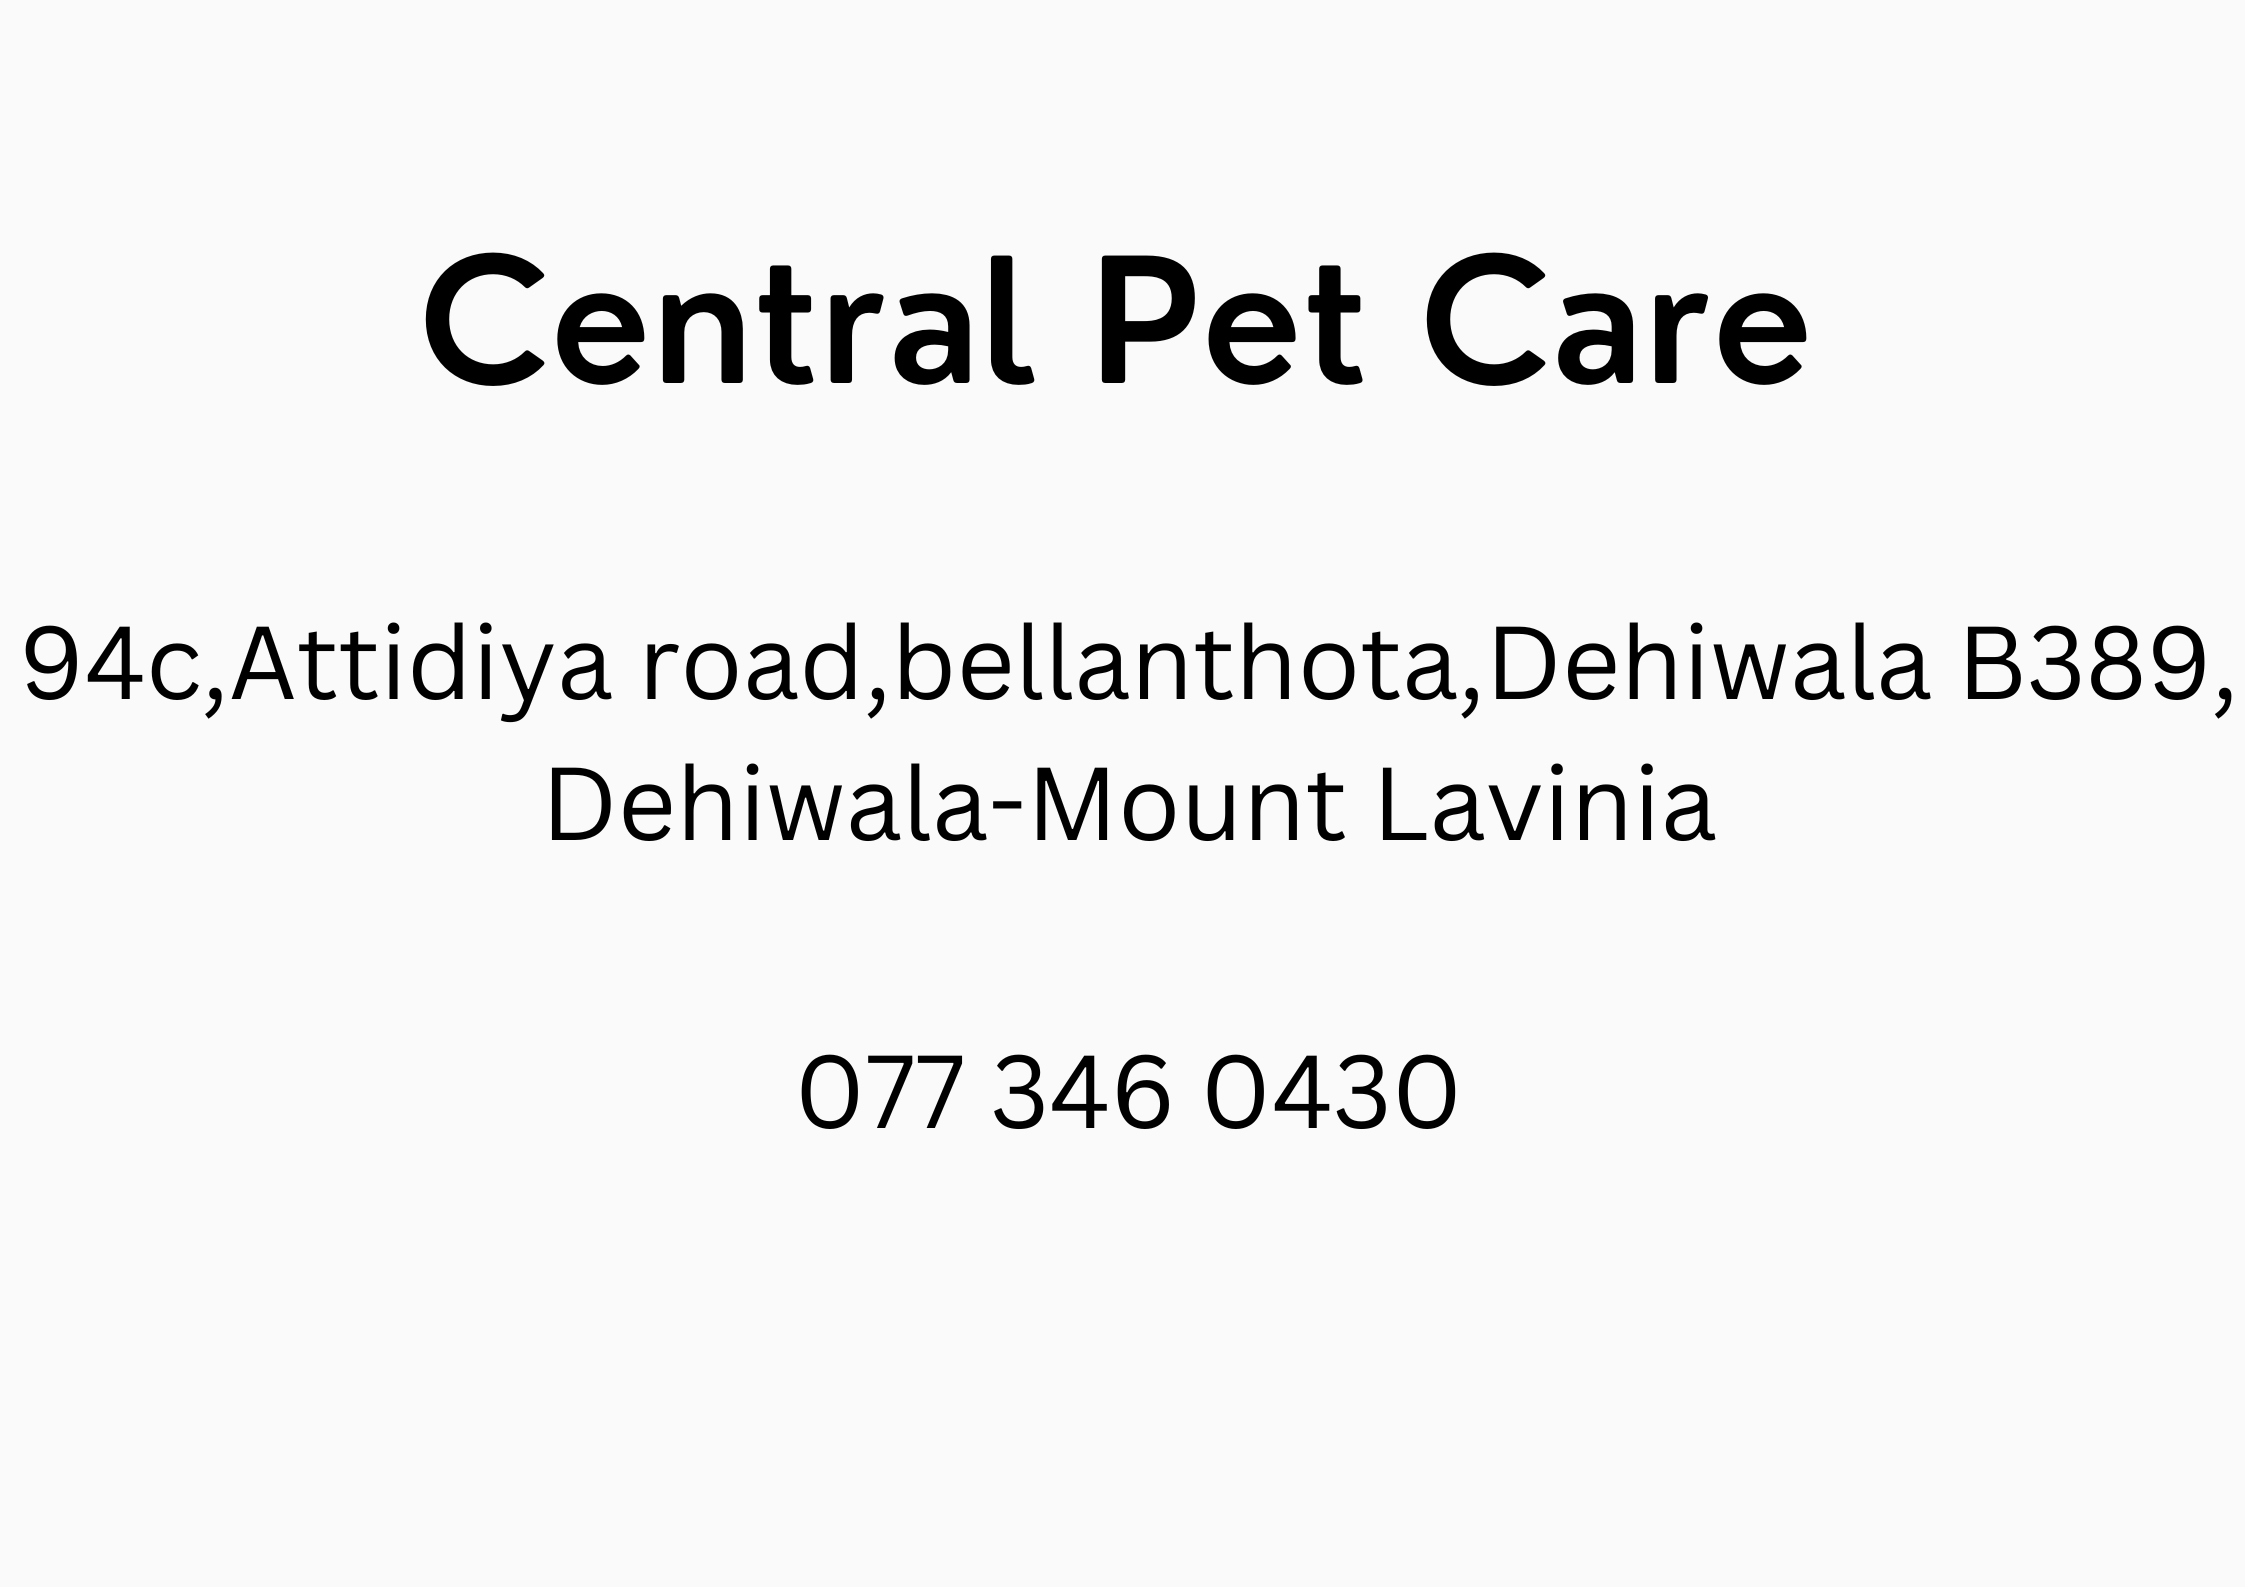 Central Pet Care
94c,Attidiya road,bellanthota,Dehiwala B389,
Dehiwala-Mount Lavinia
077 346 0430